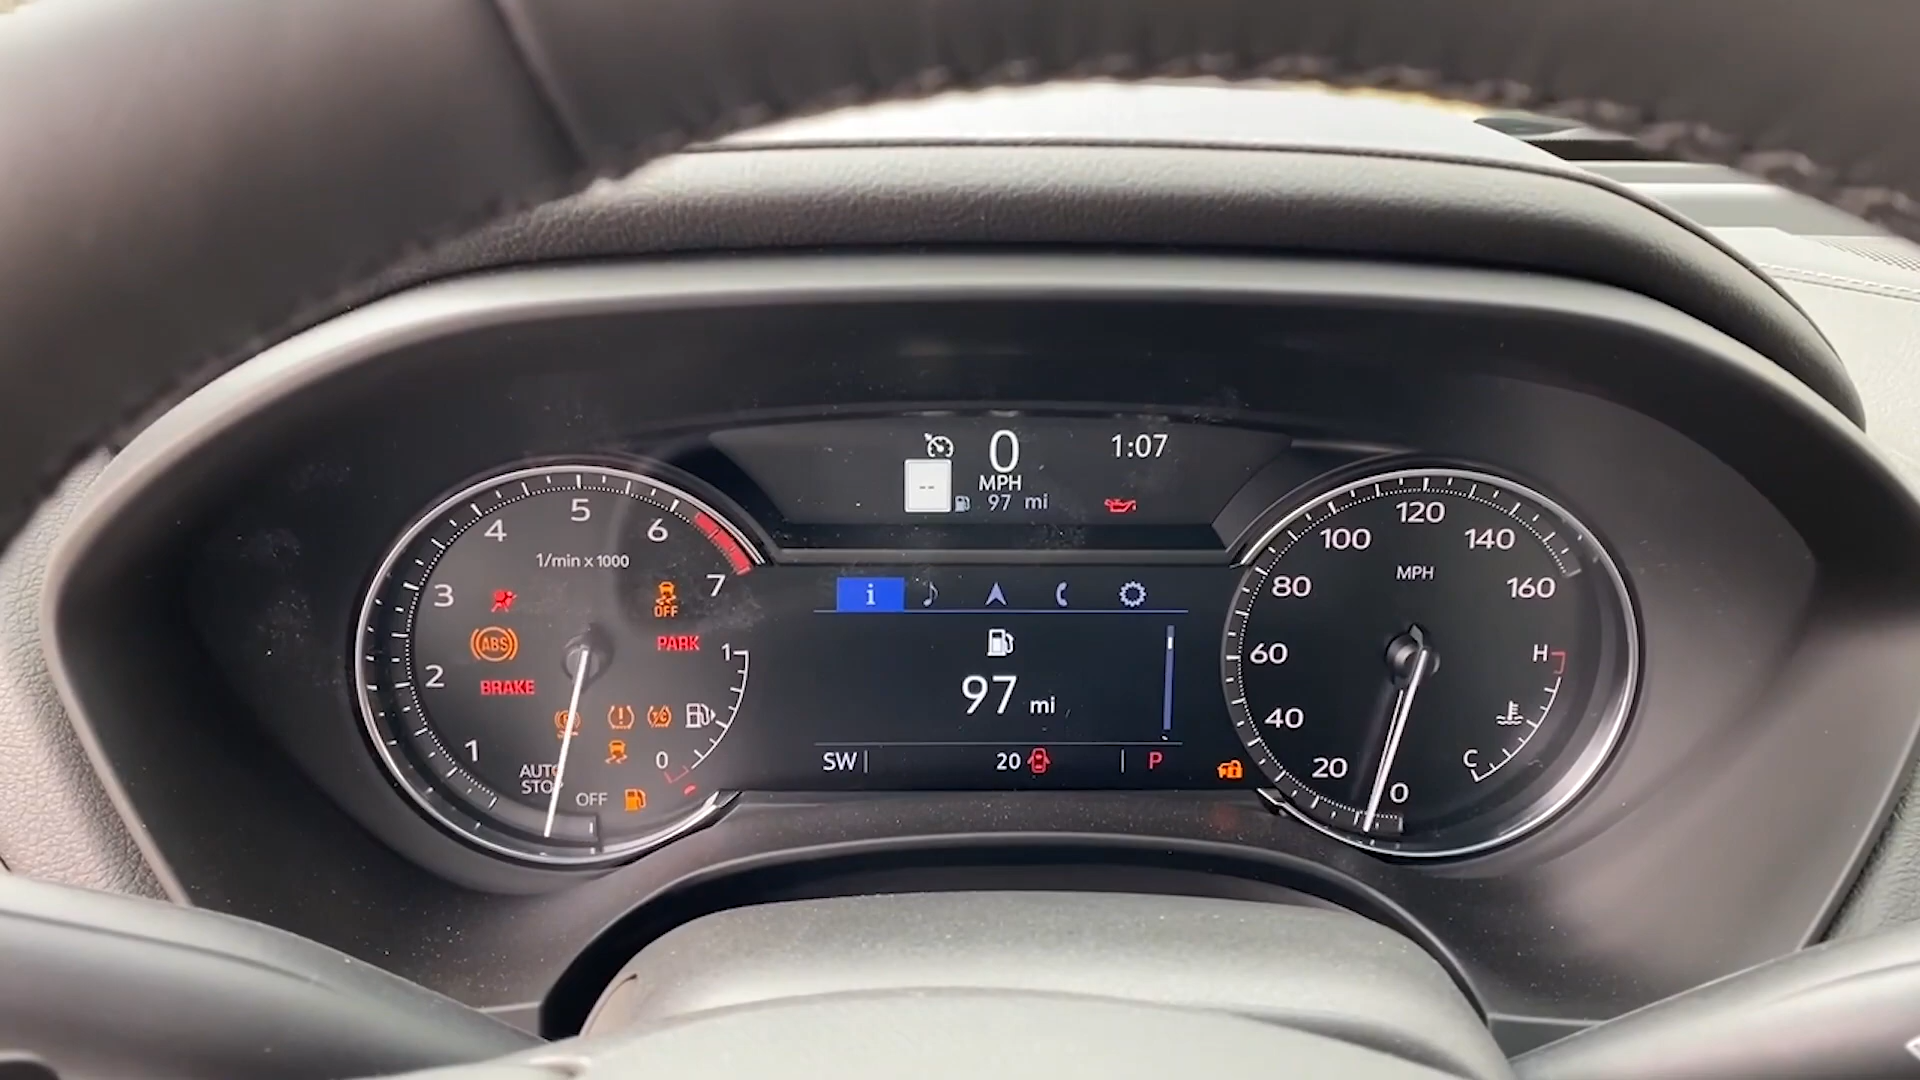 0
1:07
--
MPH
97 mi
5
4
6
1/min x 1000
3
7
OFF
ABS
PARK
2
BRAKE
1
1
0
AUTO
STOP
OFF
i
97 mi
SW
20
P
120
100
140
MPH
80
160
60
H
40
C
20
0